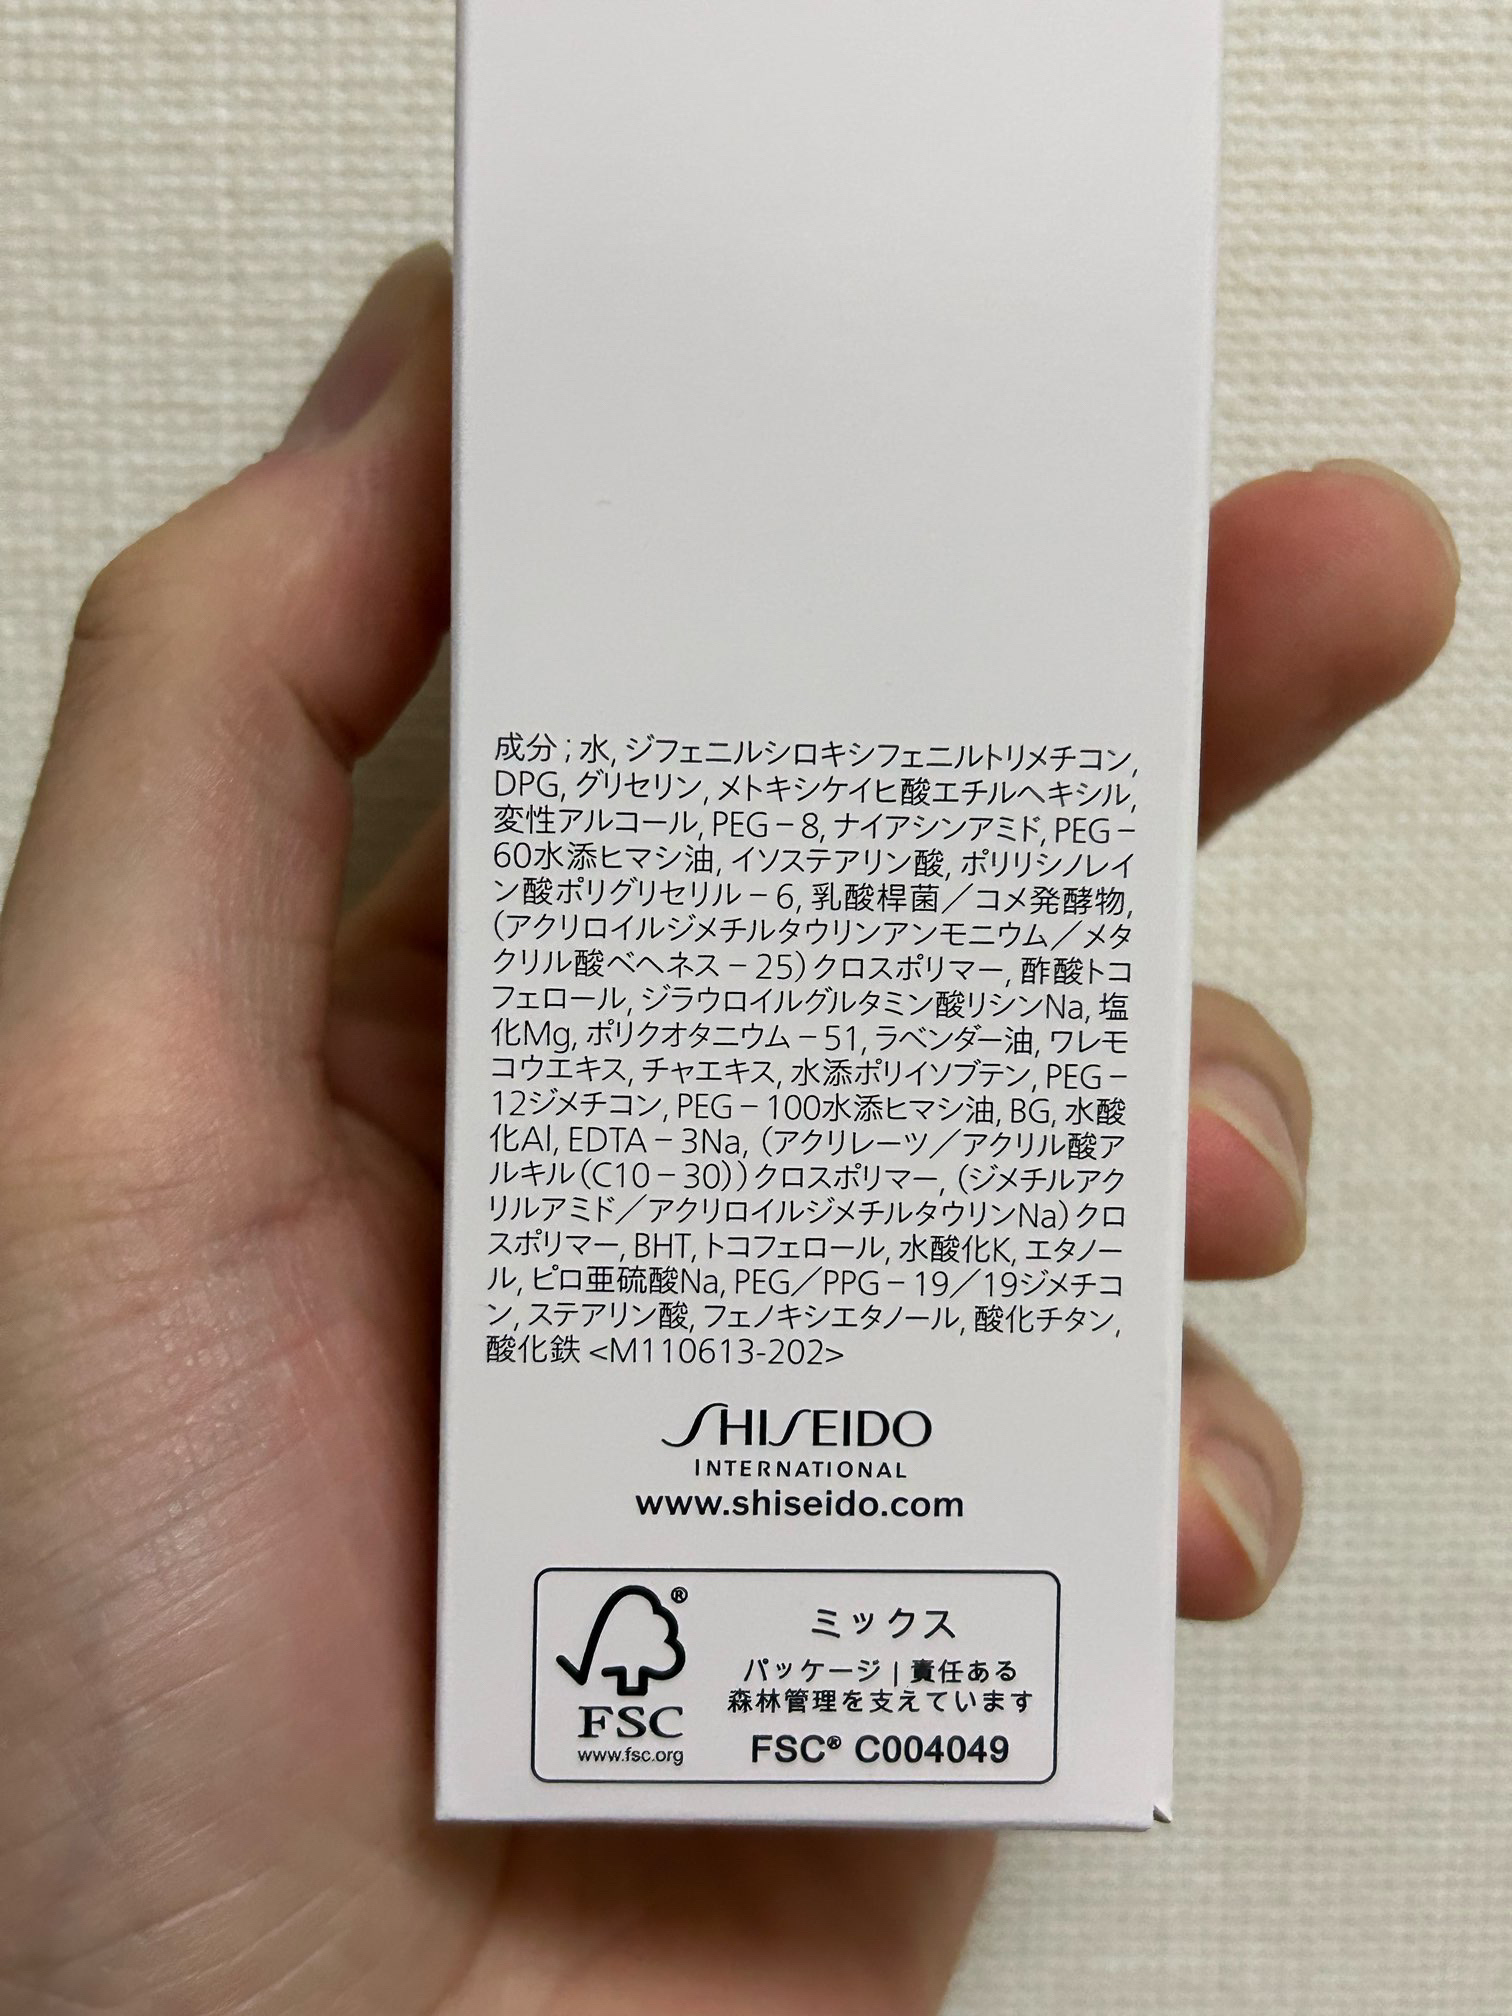 成分 ; 水, ジフェニルシロキシフェニルトリメチコン,
DPG, グリセリン, メトキシケイヒ酸エチルヘキシル,
変性アルコール, PEG－8, ナイアシンアミド, PEG－
60水添ヒマシ油, イソステアリン酸, ポリリシノレイ
ン酸ポリグリセリル－6, 乳酸桿菌／コメ発酵物,
(アクリロイルジメチルタウリンアンモニウム／メタ
クリル酸ベヘネス－25)クロスポリマー, 酢酸トコ
フェロール, ジラウロイルグルタミン酸リシンNa, 塩
化Mg, ポリクオタニウム－51, ラベンダー油, ワレモ
コウエキス, チャエキス, 水添ポリイソブテン, PEG－
12ジメチコン, PEG－100水添ヒマシ油, BG, 水酸
化Al, EDTA－3Na, (アクリレーツ／アクリル酸ア
ルキル(C10－30))クロスポリマー, (ジメチルアク
リルアミド／アクリロイルジメチルタウリンNa)クロ
スポリマー, BHT, トコフェロール, 水酸化K, エタノー
ル, ピロ亜硫酸Na, PEG／PPG－19／19ジメチコ
ン, ステアリン酸, フェノキシエタノール, 酸化チタン,
酸化鉄 <M110613-202>
SHISEIDO
INTERNATIONAL
www.shiseido.com
®
FSC
www.fsc.org
ミックス
パッケージ | 責任ある
森林管理を支えています
FSC® C004049